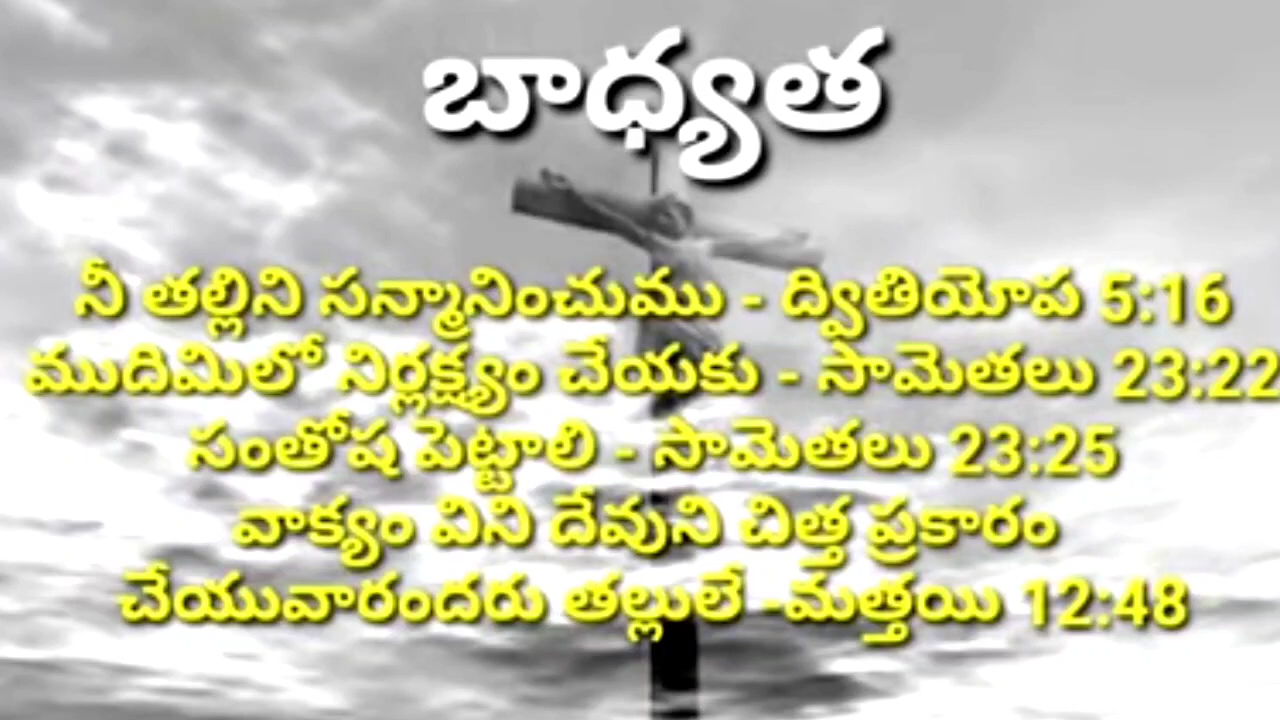 బాధ్యత
నీ తల్లిని సన్మానించుము - ద్వితియోప 5:16
ముదిమిలో నిర్లక్ష్యం చేయకు - సామెతలు 23:22
సంతోష పెట్టాలి - సామెతలు 23:25
వాక్యం విని దేవుని చిత్త ప్రకారం
చేయువారందరు తల్లులే -మత్తయి 12:48